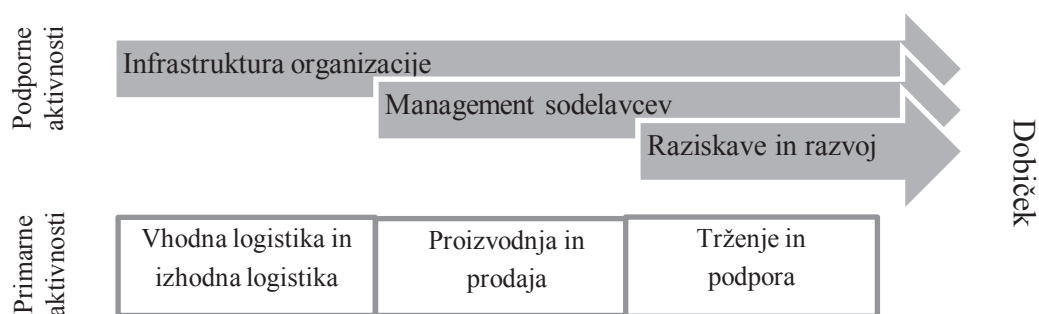 Podporne
aktivnosti
Infrastruktura organizacije
Management sodelavcev
Raziskave in razvoj
Dobiček
Primarne
aktivnosti
Vhodna logistika in
izhodna logistika
Proizvodnja in
prodaja
Trženje in
podpora